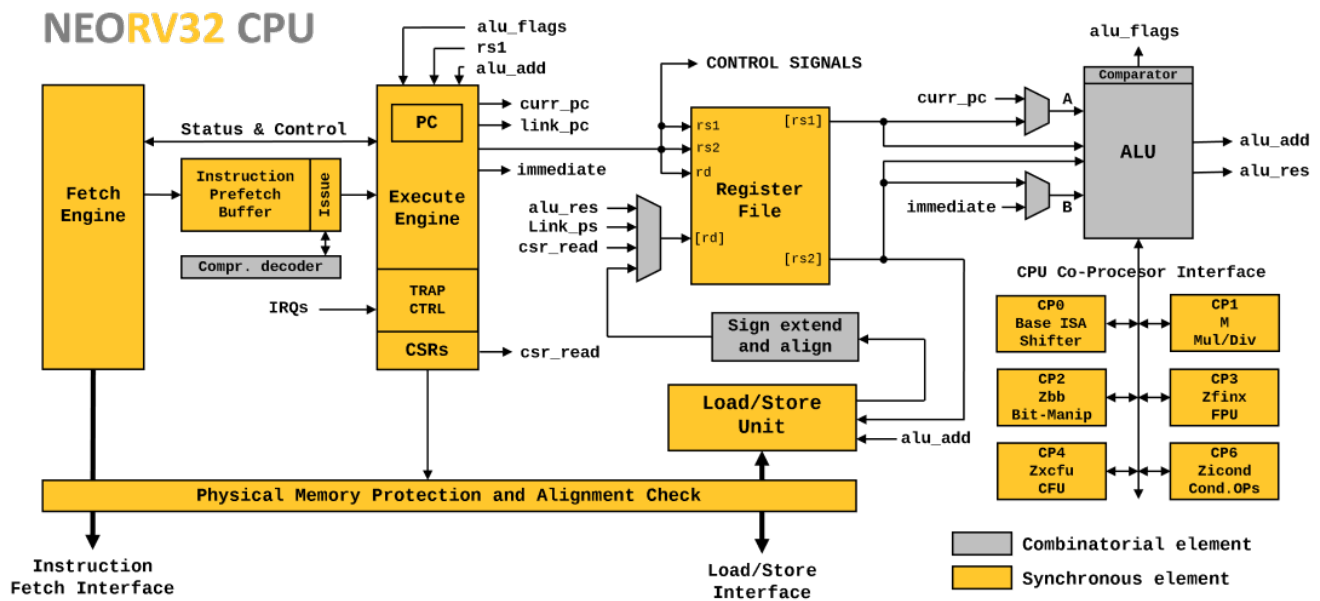 NEORV32 CPU
alu_flags
rs1
alu_add
curr_pc
link_pc
immediate
Status & Control
Fetch
Engine
Instruction
Prefetch
Buffer
Issue
Compr. decoder
PC
Execute
Engine
TRAP
CTRL
CSRs
IRQs
csr_read
CONTROL SIGNALS
rs1
rs2
rd
[rs1]
Register
File
[rd]
[rs2]
alu_res
Link_ps
csr_read
Sign extend
and align
Load/Store
Unit
alu_add
curr_pc
A
immediate
B
alu_flags
Comparator
ALU
alu_add
alu_res
CPU Co-Procesor Interface
CP0
Base ISA
Shifter
CP1
M
Mul/Div
CP2
Zbb
Bit-Manip
CP3
Zfinx
FPU
CP4
Zxcfu
CFU
CP6
Zicond
Cond.OPs
Physical Memory Protection and Alignment Check
Instruction
Fetch Interface
Load/Store
Interface
Combinatorial element
Synchronous element